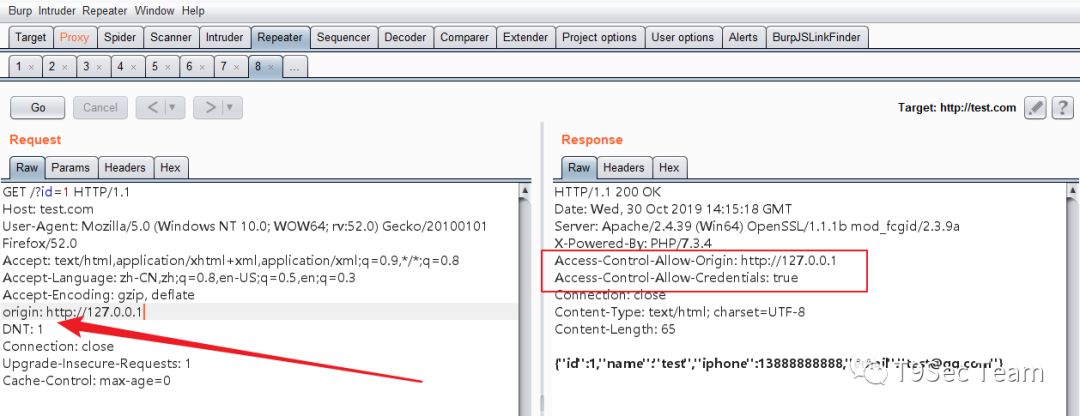 Burp Intruder Repeater Window Help
Target Proxy Spider Scanner Intruder Repeater Sequencer Decoder Comparer Extender Project options User options Alerts BurpJSLinkFinder
1 × 2 × 3 × 4 × 5 × 6 × 7 × 8 × ...
Go Cancel < > Target: http://test.com ?
Request
Raw Params Headers Hex
GET /?id=1 HTTP/1.1
Host: test.com
User-Agent: Mozilla/5.0 (Windows NT 10.0; WOW64; rv:52.0) Gecko/20100101
Firefox/52.0
Accept: text/html,application/xhtml+xml,application/xml;q=0.9,*/*;q=0.8
Accept-Language: zh-CN,zh;q=0.8,en-US;q=0.5,en;q=0.3
Accept-Encoding: gzip, deflate
origin: http://127.0.0.1
DNT: 1
Connection: close
Upgrade-Insecure-Requests: 1
Cache-Control: max-age=0
Response
Raw Headers Hex
HTTP/1.1 200 OK
Date: Wed, 30 Oct 2019 14:15:18 GMT
Server: Apache/2.4.39 (Win64) OpenSSL/1.1.1b mod_fcgid/2.3.9a
X-Powered-By: PHP/7.3.4
Access-Control-Allow-Origin: http://127.0.0.1
Access-Control-Allow-Credentials: true
Connection: close
Content-Type: text/html; charset=UTF-8
Content-Length: 65
{"id":1,"name":"test","iphone":13888888888,
T9Sec Team